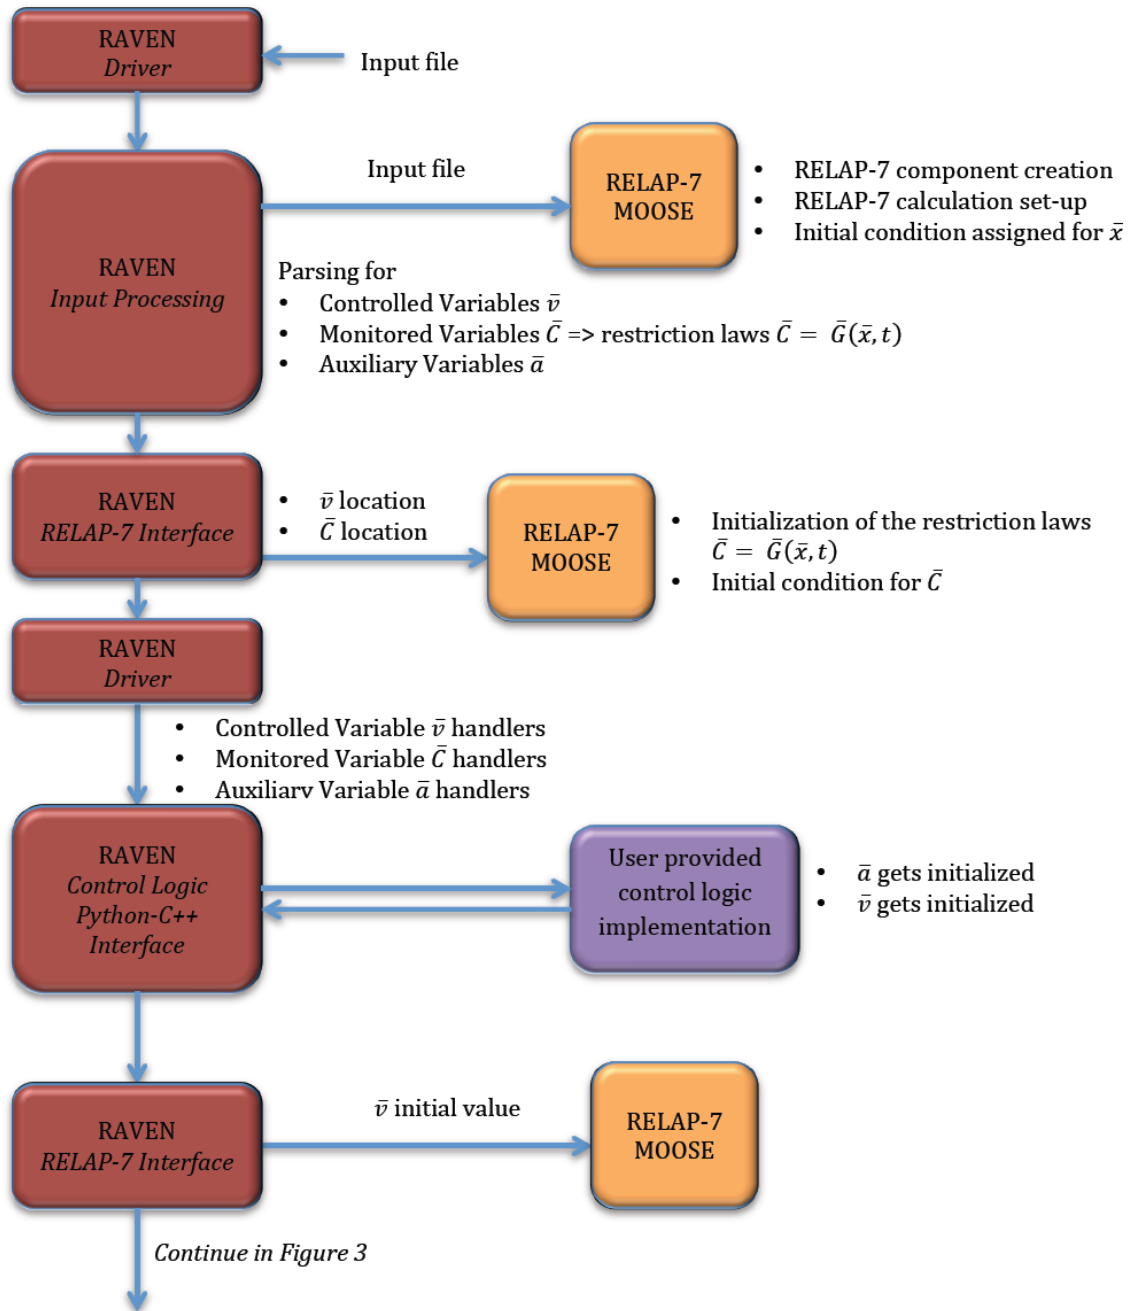 RAVEN
Driver
Input file
Input file
RELAP-7
MOOSE
• RELAP-7 component creation
• RELAP-7 calculation set-up
• Initial condition assigned for x̄
RAVEN
Input Processing
Parsing for
• Controlled Variables v̄
• Monitored Variables C̄ => restriction laws C̄ = Ḡ(x̄, t)
• Auxiliary Variables ā
RAVEN
RELAP-7 Interface
• v̄ location
• C̄ location
RELAP-7
MOOSE
• Initialization of the restriction laws
C̄ = Ḡ(x̄, t)
• Initial condition for C̄
RAVEN
Driver
• Controlled Variable v̄ handlers
• Monitored Variable C̄ handlers
• Auxiliary Variable ā handlers
RAVEN
Control Logic
Python-C++
Interface
User provided
control logic
implementation
• ā gets initialized
• v̄ gets initialized
RAVEN
RELAP-7 Interface
v̄ initial value
RELAP-7
MOOSE
Continue in Figure 3